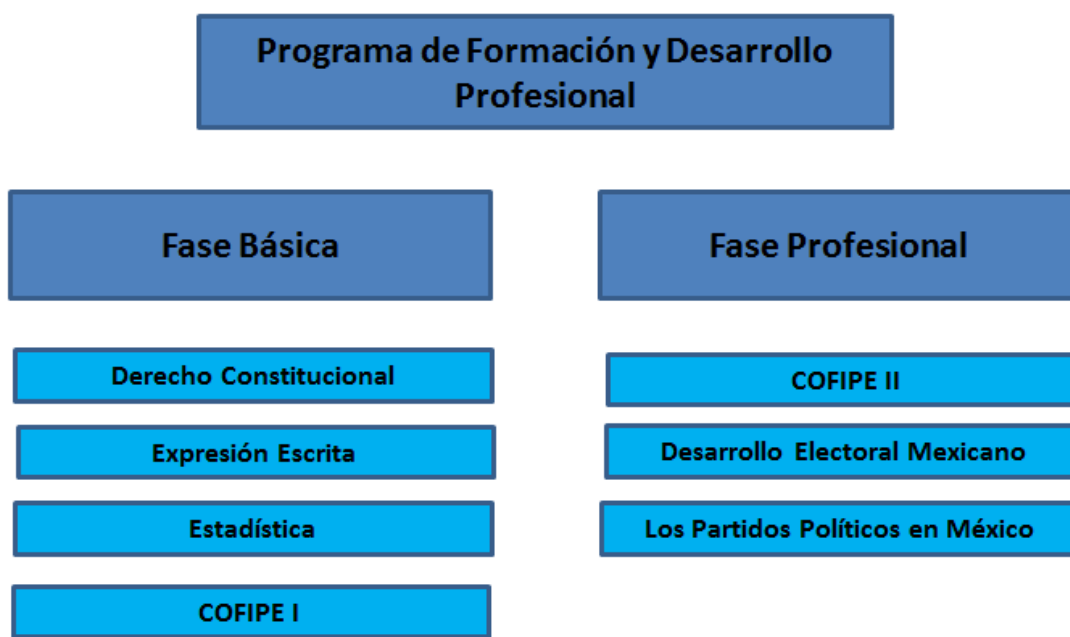 Programa de Formación y Desarrollo
Profesional
Fase Básica
Fase Profesional
Derecho Constitucional
Expresión Escrita
Estadística
COFIPE I
COFIPE II
Desarrollo Electoral Mexicano
Los Partidos Políticos en México